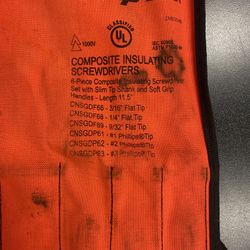 CLASSIFIED
UL
1000V
IEC 60900
COMPOSITE INSULATING
SCREWDRIVERS
6-Piece Composite Insulating Screwdriver
Set with Slim Tip Shank and Soft Grip
Handles - Length 11.5"
CNSGDF66 - 3/16" Flat Tip
CNSGDF68 - 1/4" Flat Tip
CNSGDF69 - 9/32" Flat Tip
CNSGDP61 - #1 Phillips®Tip
CNSGDP62 - #2 Phillips®Tip
CNSGDP63 - #3 Phillips®Tip